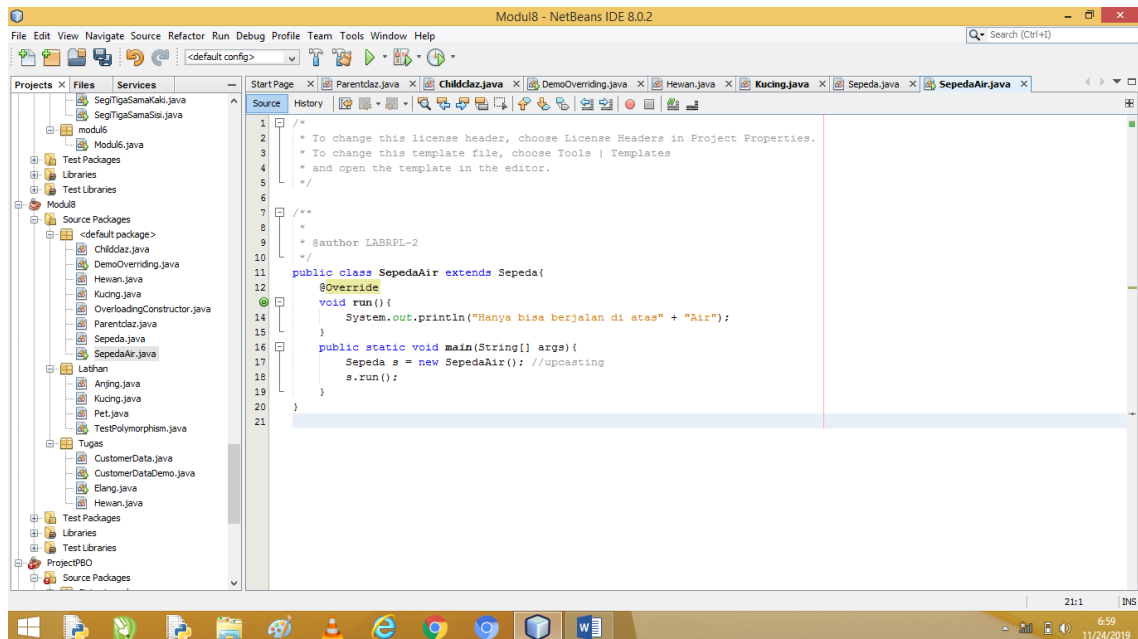 Modul8 - NetBeans IDE 8.0.2
File Edit View Navigate Source Refactor Run Debug Profile Team Tools Window Help
Search (Ctrl+I)
<default config>
Projects Files Services
Start Page Parentclaz.java Childclaz.java DemoOverriding.java Hewan.java Kucing.java Sepeda.java SepedaAir.java
Source History
SegiTigaSamaKaki.java
SegiTigaSamaSisi.java
modul6
Modul6.java
Test Packages
Libraries
Test Libraries
Modul8
Source Packages
<default package>
Childclaz.java
DemoOverriding.java
Hewan.java
Kucing.java
OverloadingConstructor.java
Parentclaz.java
Sepeda.java
SepedaAir.java
Latihan
Anjing.java
Kucing.java
Pet.java
TestPolymorphism.java
Tugas
CustomerData.java
CustomerDataDemo.java
Elang.java
Hewan.java
Test Packages
Libraries
Test Libraries
ProjectPBO
Source Packages
1 /*
2 * To change this license header, choose License Headers in Project Properties.
3 * To change this template file, choose Tools | Templates
4 * and open the template in the editor.
5 */
6
7 /**
8 *
9 * @author LABRPL-2
10 */
11 public class SepedaAir extends Sepeda{
12 @Override
void run(){
14 System.out.println("Hanya bisa berjalan di atas" + "Air");
15 }
16 public static void main(String[] args){
17 Sepeda s = new SepedaAir(); //upcasting
18 s.run();
19 }
20 }
21
21:1 INS
6:59
11/24/2019